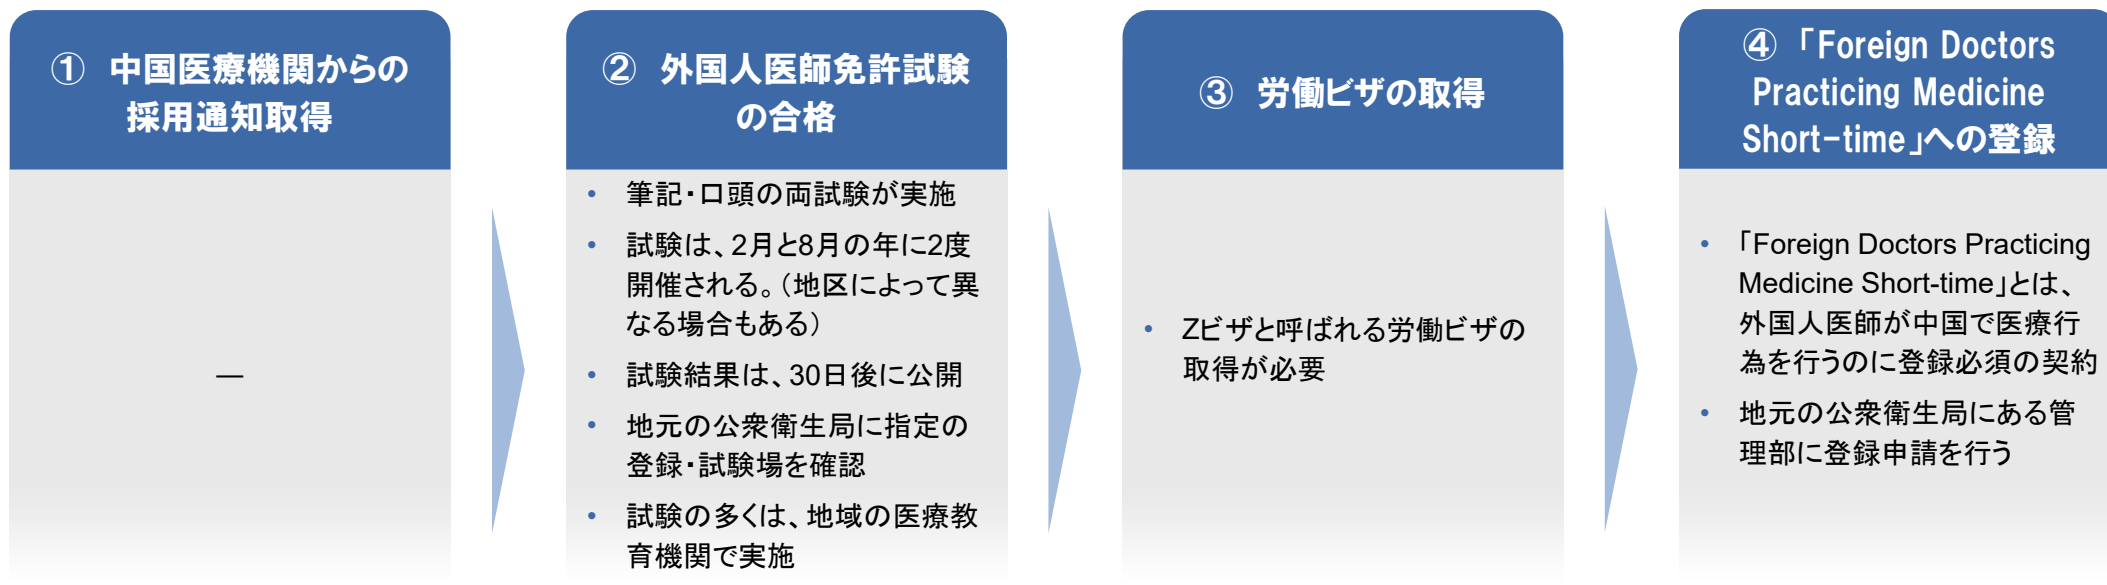 ① 中国医療機関からの
採用通知取得
―
② 外国人医師免許試験
の合格
• 筆記・口頭の両試験が実施
• 試験は、2月と8月の年に2度
開催される。（地区によって異
なる場合もある）
• 試験結果は、30日後に公開
• 地元の公衆衛生局に指定の
登録・試験場を確認
• 試験の多くは、地域の医療教
育機関で実施
③ 労働ビザの取得
• Zビザと呼ばれる労働ビザの
取得が必要
④ 「Foreign Doctors
Practicing Medicine
Short-time」への登録
• 「Foreign Doctors Practicing
Medicine Short-time」とは、
外国人医師が中国で医療行
為を行うのに登録必須の契約
• 地元の公衆衛生局にある管
理部に登録申請を行う